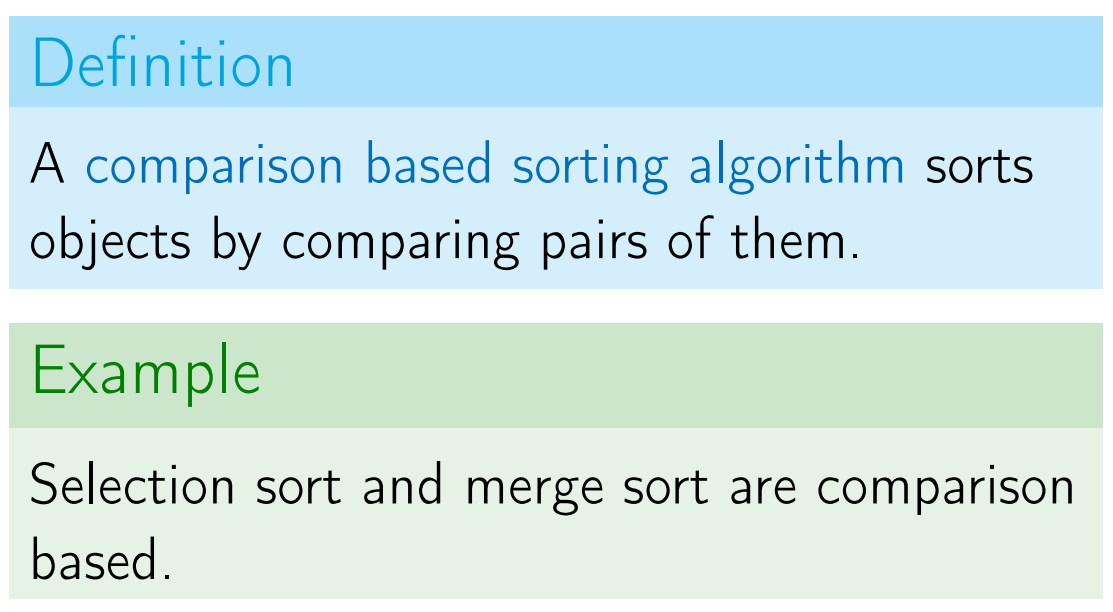 Definition
A comparison based sorting algorithm sorts
objects by comparing pairs of them.
Example
Selection sort and merge sort are comparison
based.